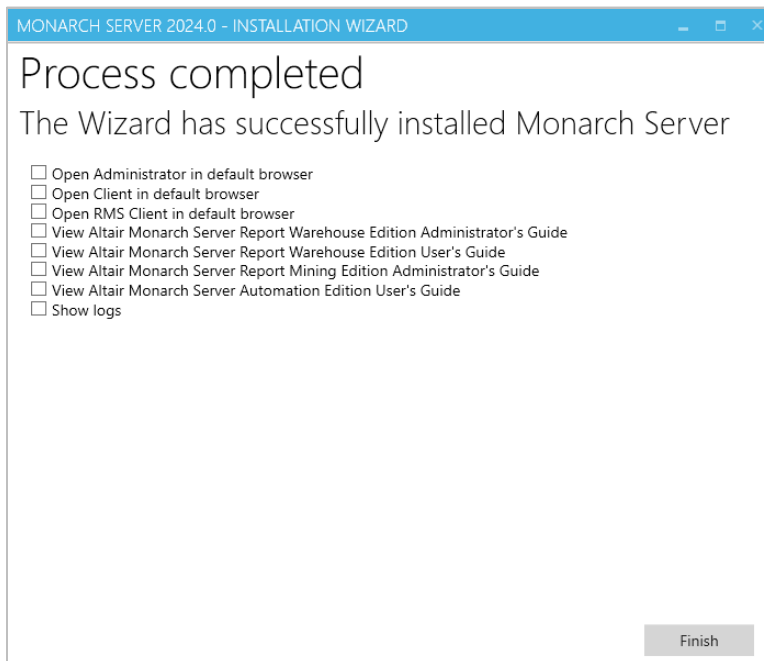 MONARCH SERVER 2024.0 - INSTALLATION WIZARD
Process completed
The Wizard has successfully installed Monarch Server
Open Administrator in default browser
Open Client in default browser
Open RMS Client in default browser
View Altair Monarch Server Report Warehouse Edition Administrator's Guide
View Altair Monarch Server Report Warehouse Edition User's Guide
View Altair Monarch Server Report Mining Edition Administrator's Guide
View Altair Monarch Server Automation Edition User's Guide
Show logs
Finish